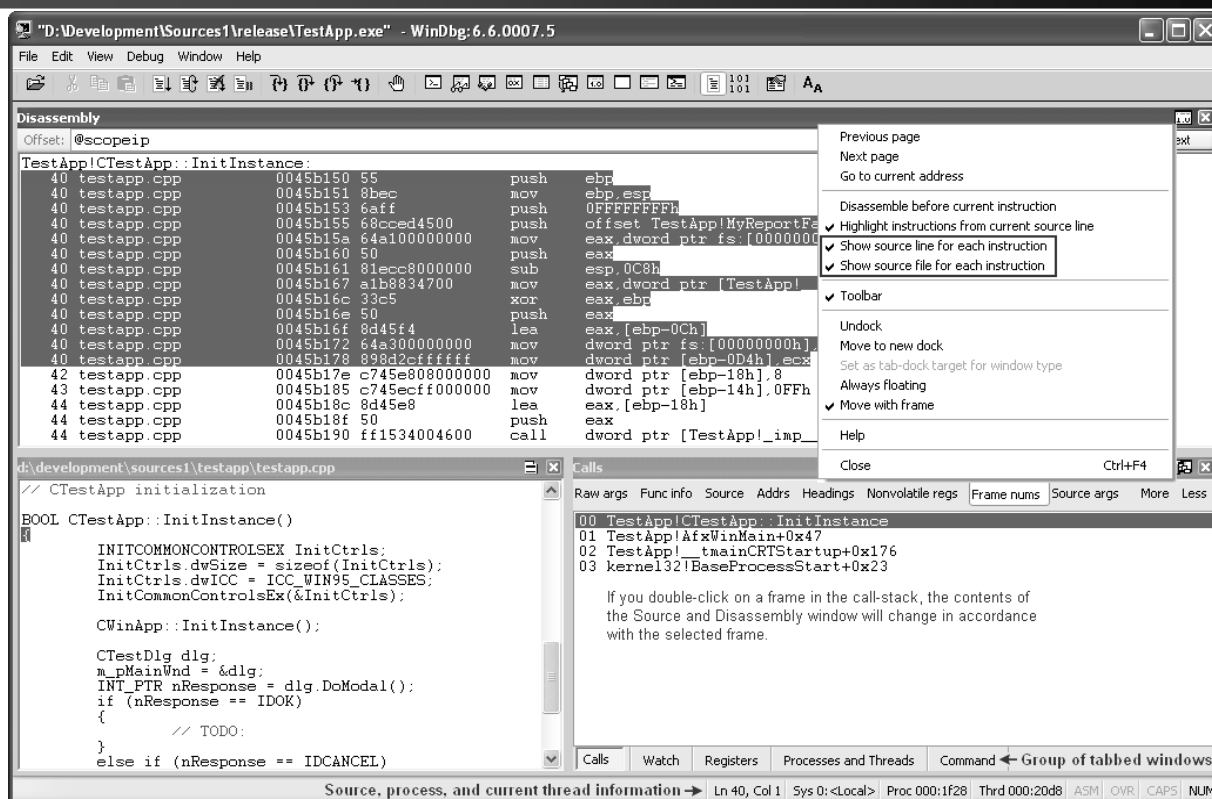 "D:\Development\Sources1\release\TestApp.exe" - WinDbg:6.6.0007.5
File Edit View Debug Window Help
Disassembly
Offset: @scopeip
TestApp!CTestApp::InitInstance:
40 testapp.cpp 0045b150 55 push ebp
40 testapp.cpp 0045b151 8bec mov ebp,esp
40 testapp.cpp 0045b153 6aff push 0FFFFFFFFh
40 testapp.cpp 0045b155 68cced4500 push offset TestApp!MyReportFa
40 testapp.cpp 0045b15a 64a100000000 mov eax,dword ptr fs:[0000000
40 testapp.cpp 0045b160 50 push eax
40 testapp.cpp 0045b161 81ecc8000000 sub esp,0C8h
40 testapp.cpp 0045b167 a1b8834700 mov eax,dword ptr [TestApp!_
40 testapp.cpp 0045b16c 33c5 xor eax,ebp
40 testapp.cpp 0045b16e 50 push eax
40 testapp.cpp 0045b16f 8d45f4 lea eax,[ebp-0Ch]
40 testapp.cpp 0045b172 64a300000000 mov dword ptr fs:[00000000h],
40 testapp.cpp 0045b178 898d2cffffff mov dword ptr [ebp-0D4h],ecx
42 testapp.cpp 0045b17e c745e808000000 mov dword ptr [ebp-18h],8
43 testapp.cpp 0045b185 c745ecff000000 mov dword ptr [ebp-14h],0FFh
44 testapp.cpp 0045b18c 8d45e8 lea eax,[ebp-18h]
44 testapp.cpp 0045b18f 50 push eax
44 testapp.cpp 0045b190 ff1534004600 call dword ptr [TestApp!_imp__
Previous page
Next page
Go to current address
Disassemble before current instruction
Highlight instructions from current source line
Show source line for each instruction
Show source file for each instruction
Toolbar
Undock
Move to new dock
Set as tab-dock target for window type
Always floating
Move with frame
Help
Close Ctrl+F4
d:\development\sources1\testapp\testapp.cpp
// CTestApp initialization
BOOL CTestApp::InitInstance()
{
INITCOMMONCONTROLSEX InitCtrls;
InitCtrls.dwSize = sizeof(InitCtrls);
InitCtrls.dwICC = ICC_WIN95_CLASSES;
InitCommonControlsEx(&InitCtrls);
CWinApp::InitInstance();
CTestDlg dlg;
m_pMainWnd = &dlg;
INT_PTR nResponse = dlg.DoModal();
if (nResponse == IDOK)
{
// TODO:
}
else if (nResponse == IDCANCEL)
Calls
Raw args Func info Source Addrs Headings Nonvolatile regs Frame nums Source args More Less
00 TestApp!CTestApp::InitInstance
01 TestApp!AfxWinMain+0x47
02 TestApp!__tmainCRTStartup+0x176
03 kernel32!BaseProcessStart+0x23
If you double-click on a frame in the call-stack, the contents of
the Source and Disassembly window will change in accordance
with the selected frame.
Calls Watch Registers Processes and Threads Command Group of tabbed windows
Source, process, and current thread information Ln 40, Col 1 Sys 0:<Local> Proc 000:1f28 Thrd 000:20d8 ASM OVR CAPS NUM